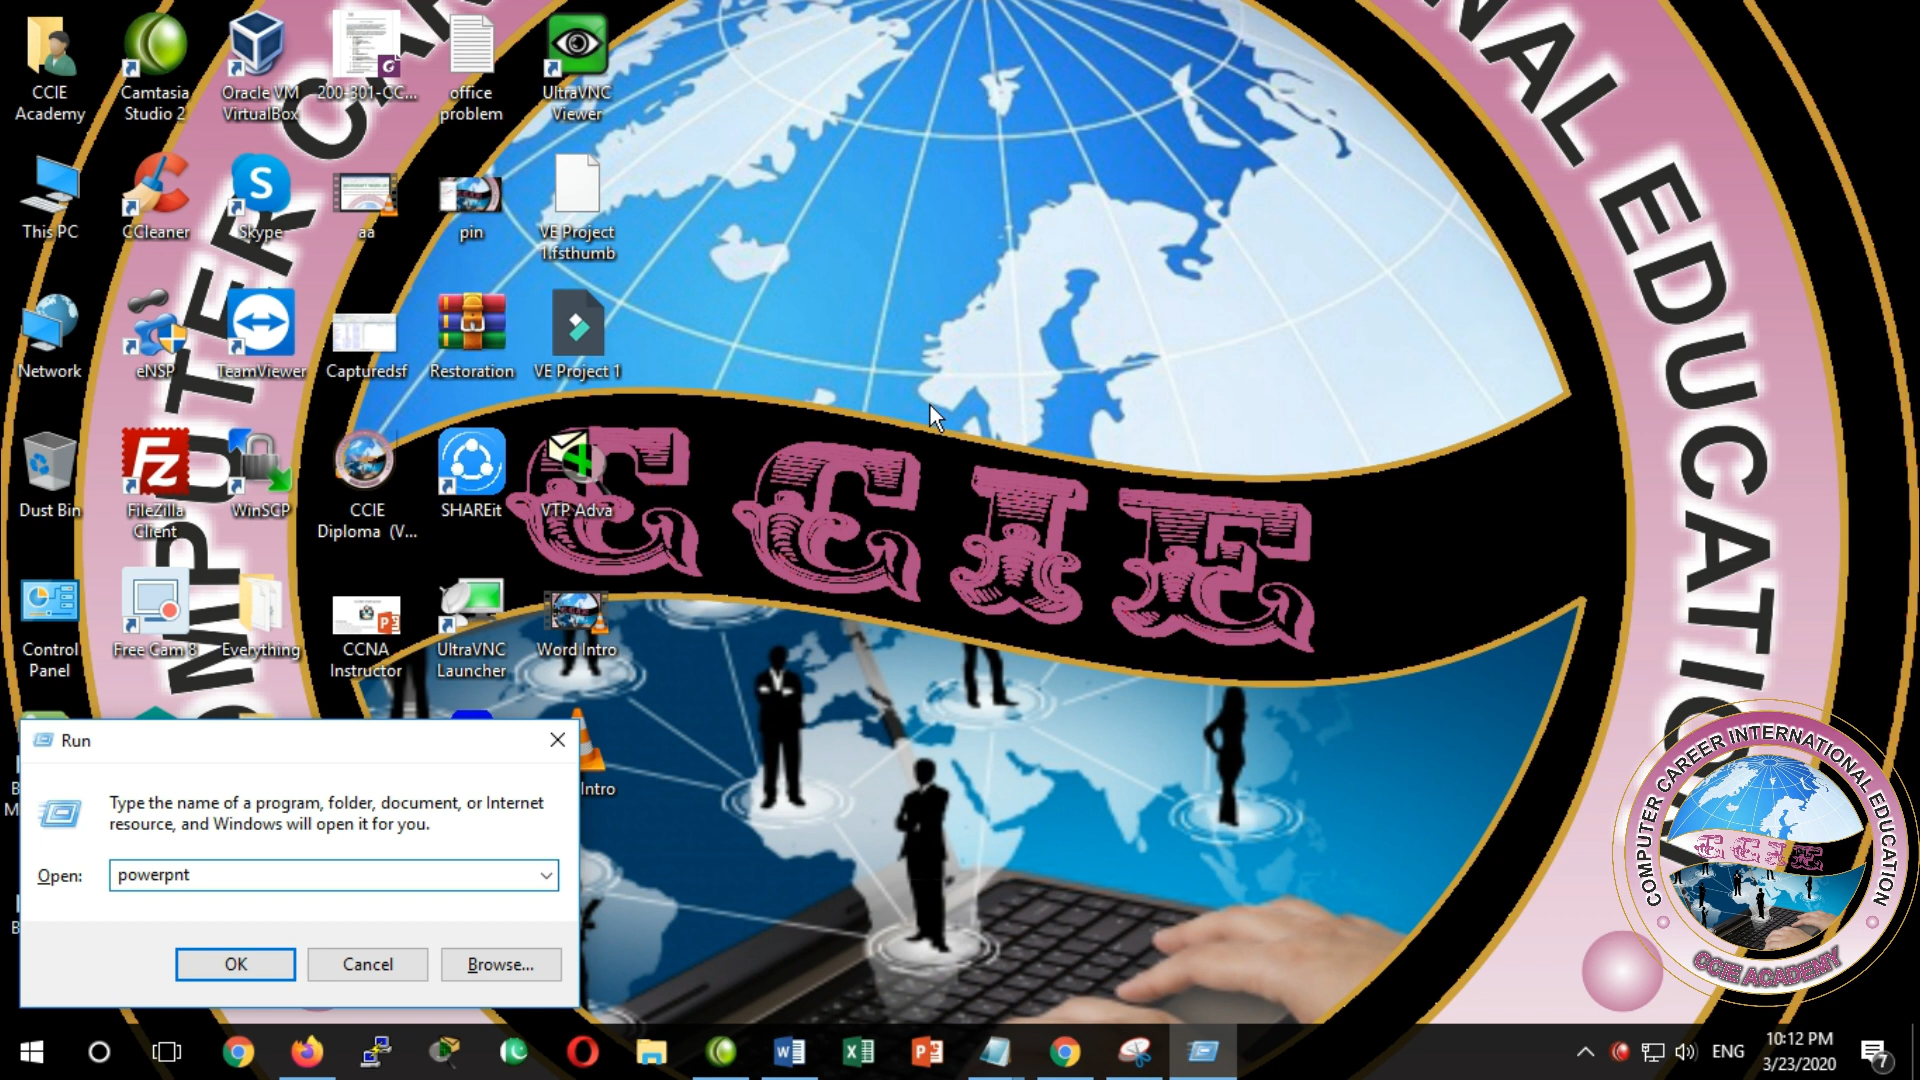 CCIE
Academy
Camtasia
Studio 2
Oracle VM
VirtualBox
200-301-CC...
office
problem
UltraVNC
Viewer
This PC
CCleaner
Skype
aa
pin
VE Project
1.fsthumb
Network
eNSP
TeamViewer
Capturedsf
Restoration
VE Project 1
Dust Bin
FileZilla
Client
WinSCP
CCIE
Diploma (V...
SHAREit
VTP Adva
Control
Panel
Free Cam 8
Everything
CCNA
Instructor
UltraVNC
Launcher
Word Intro
Intro
CCIE
NAL EDUCATIO
OMPUTER CAR
Run
Type the name of a program, folder, document, or Internet
resource, and Windows will open it for you.
Open:
powerpnt
OK
Cancel
Browse...
COMPUTER CAREER INTERNATIONAL EDUCATION
CCIE
CCIE ACADEMY
ENG
10:12 PM
3/23/2020
7